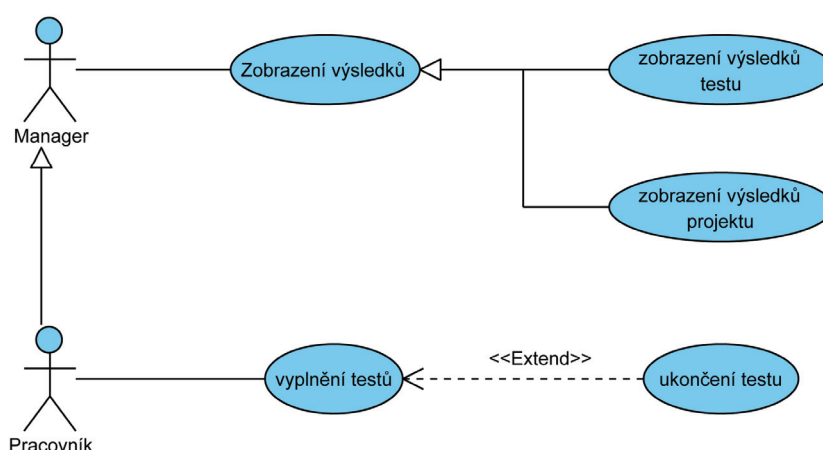 Zobrazení výsledků
zobrazení výsledků
testu
Manager
zobrazení výsledků
projektu
<<Extend>>
vyplnění testů
ukončení testu
Pracovník